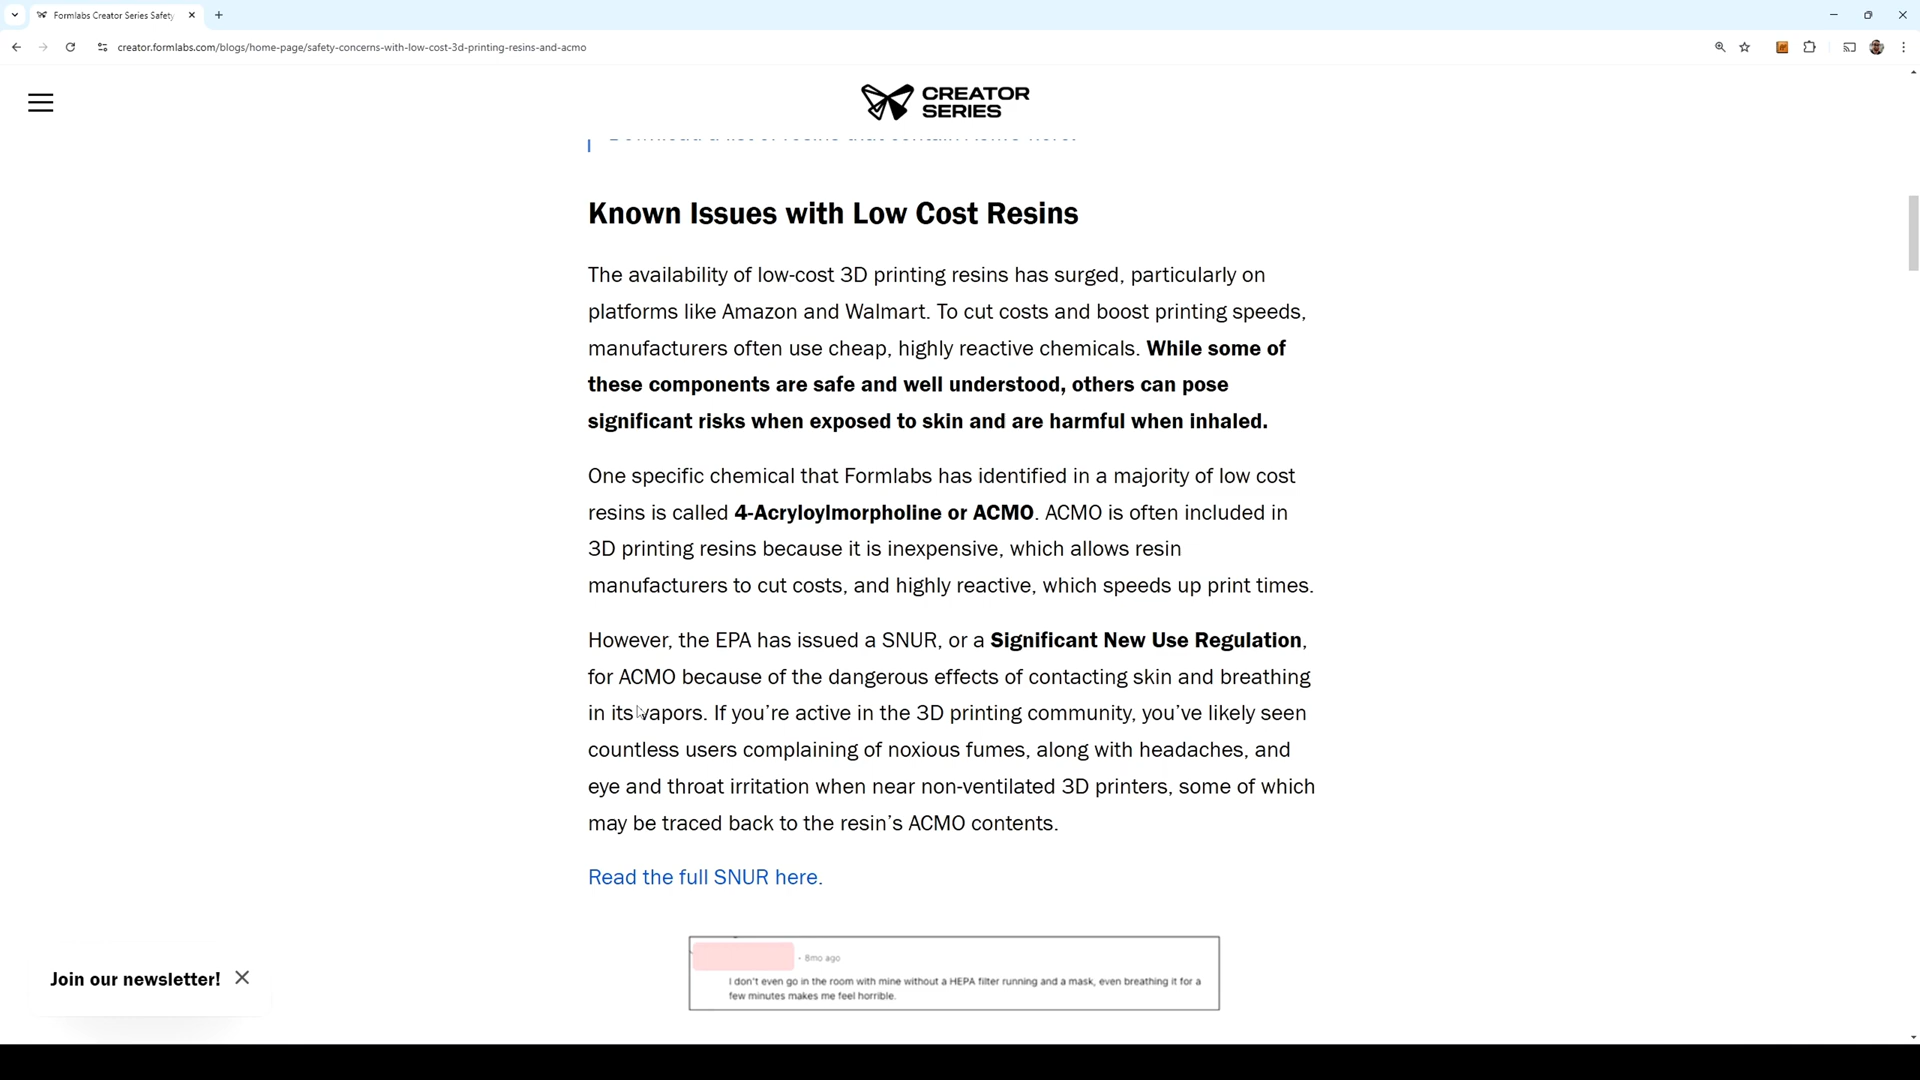 Formlabs Creator Series Safety
creator.formlabs.com/blogs/home-page/safety-concerns-with-low-cost-3d-printing-resins-and-acmo
CREATOR
SERIES
Download a list of resins that contain ACMO here.
Known Issues with Low Cost Resins
The availability of low-cost 3D printing resins has surged, particularly on
platforms like Amazon and Walmart. To cut costs and boost printing speeds,
manufacturers often use cheap, highly reactive chemicals. While some of
these components are safe and well understood, others can pose
significant risks when exposed to skin and are harmful when inhaled.
One specific chemical that Formlabs has identified in a majority of low cost
resins is called 4-Acryloylmorpholine or ACMO. ACMO is often included in
3D printing resins because it is inexpensive, which allows resin
manufacturers to cut costs, and highly reactive, which speeds up print times.
However, the EPA has issued a SNUR, or a Significant New Use Regulation,
for ACMO because of the dangerous effects of contacting skin and breathing
in its vapors. If you’re active in the 3D printing community, you’ve likely seen
countless users complaining of noxious fumes, along with headaches, and
eye and throat irritation when near non-ventilated 3D printers, some of which
may be traced back to the resin’s ACMO contents.
Read the full SNUR here.
• 8mo ago
I don't even go in the room with mine without a HEPA filter running and a mask, even breathing it for a
few minutes makes me feel horrible.
Join our newsletter!